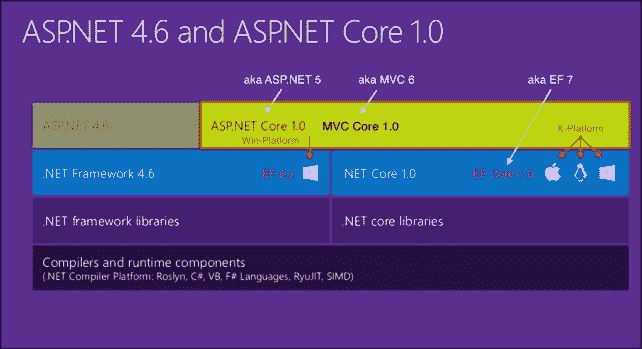 ASP.NET 4.6 and ASP.NET Core 1.0
aka ASP.NET 5
aka MVC 6
aka EF 7
ASP.NET 4.6
ASP.NET Core 1.0
MVC Core 1.0
Win-Platform
X-Platform
.NET Framework 4.6
.NET Core 1.0
EF Core 1.0
.NET framework libraries
.NET core libraries
Compilers and runtime components
(.NET Compiler Platform: Roslyn, C#, VB, F# Languages, RyuJIT, SIMD)